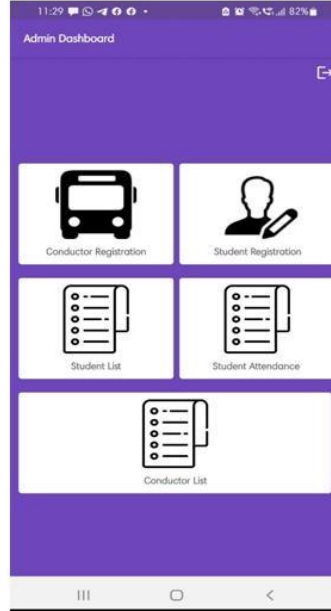 11:29 82%
Admin Dashboard
Conductor Registration
Student Registration
Student List
Student Attendance
Conductor List